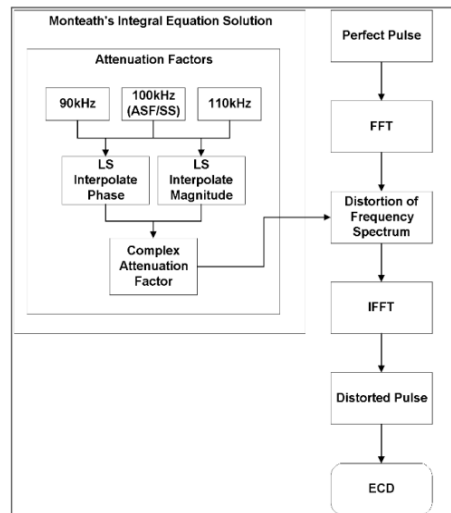 Monteath's Integral Equation Solution
Attenuation Factors
90kHz
100kHz
(ASF/SS)
110kHz
LS
Interpolate
Phase
LS
Interpolate
Magnitude
Complex
Attenuation
Factor
Perfect Pulse
FFT
Distortion of
Frequency
Spectrum
IFFT
Distorted Pulse
ECD